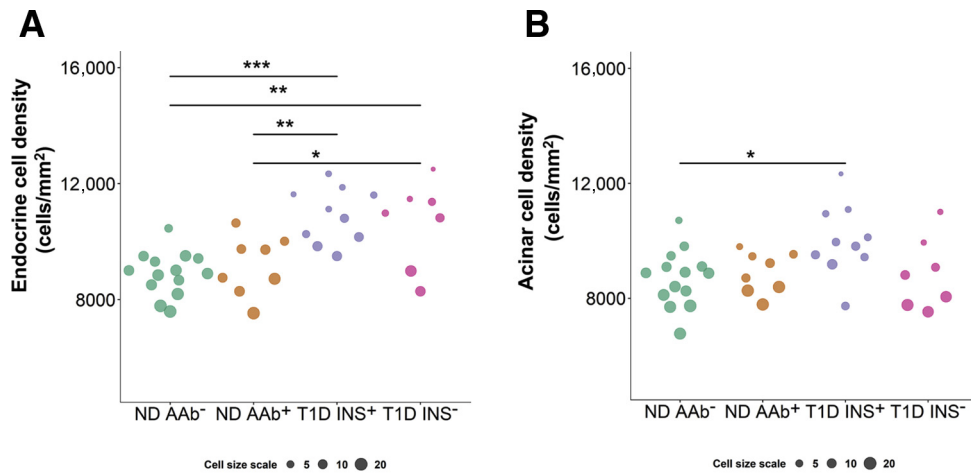 A
Endocrine cell density
(cells/mm²)
16,000
12,000
8000
***
**
**
*
ND AAb⁻ ND AAb⁺ T1D INS⁺ T1D INS⁻
Cell size scale 5 10 20
B
Acinar cell density
(cells/mm²)
16,000
12,000
8000
*
ND AAb⁻ ND AAb⁺ T1D INS⁺ T1D INS⁻
Cell size scale 5 10 20